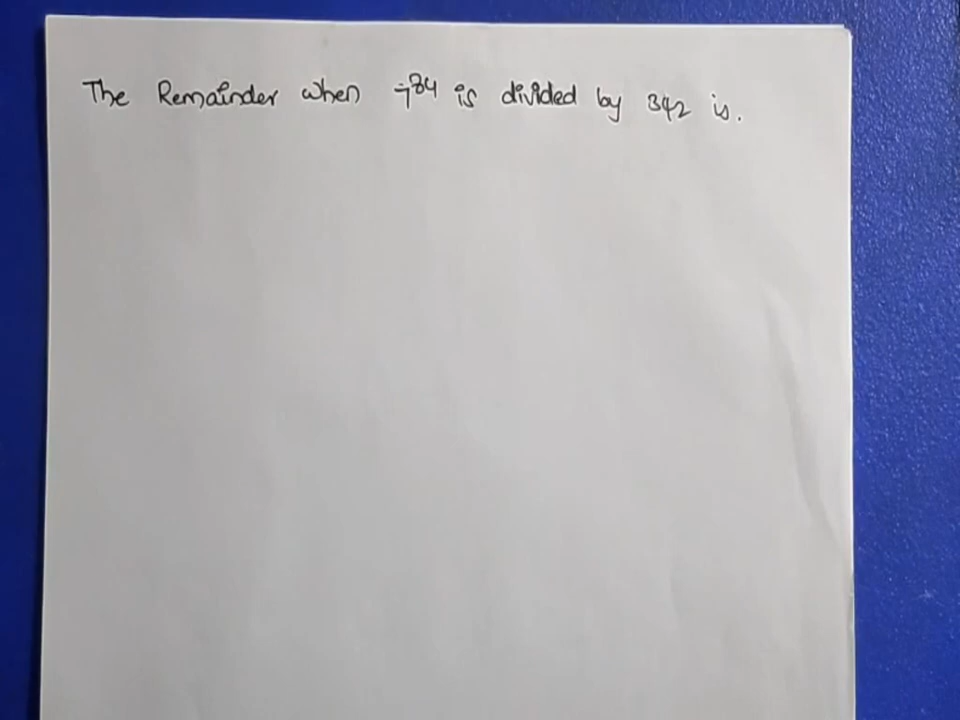 The Remainder when 7^84 is divided by 342 is.